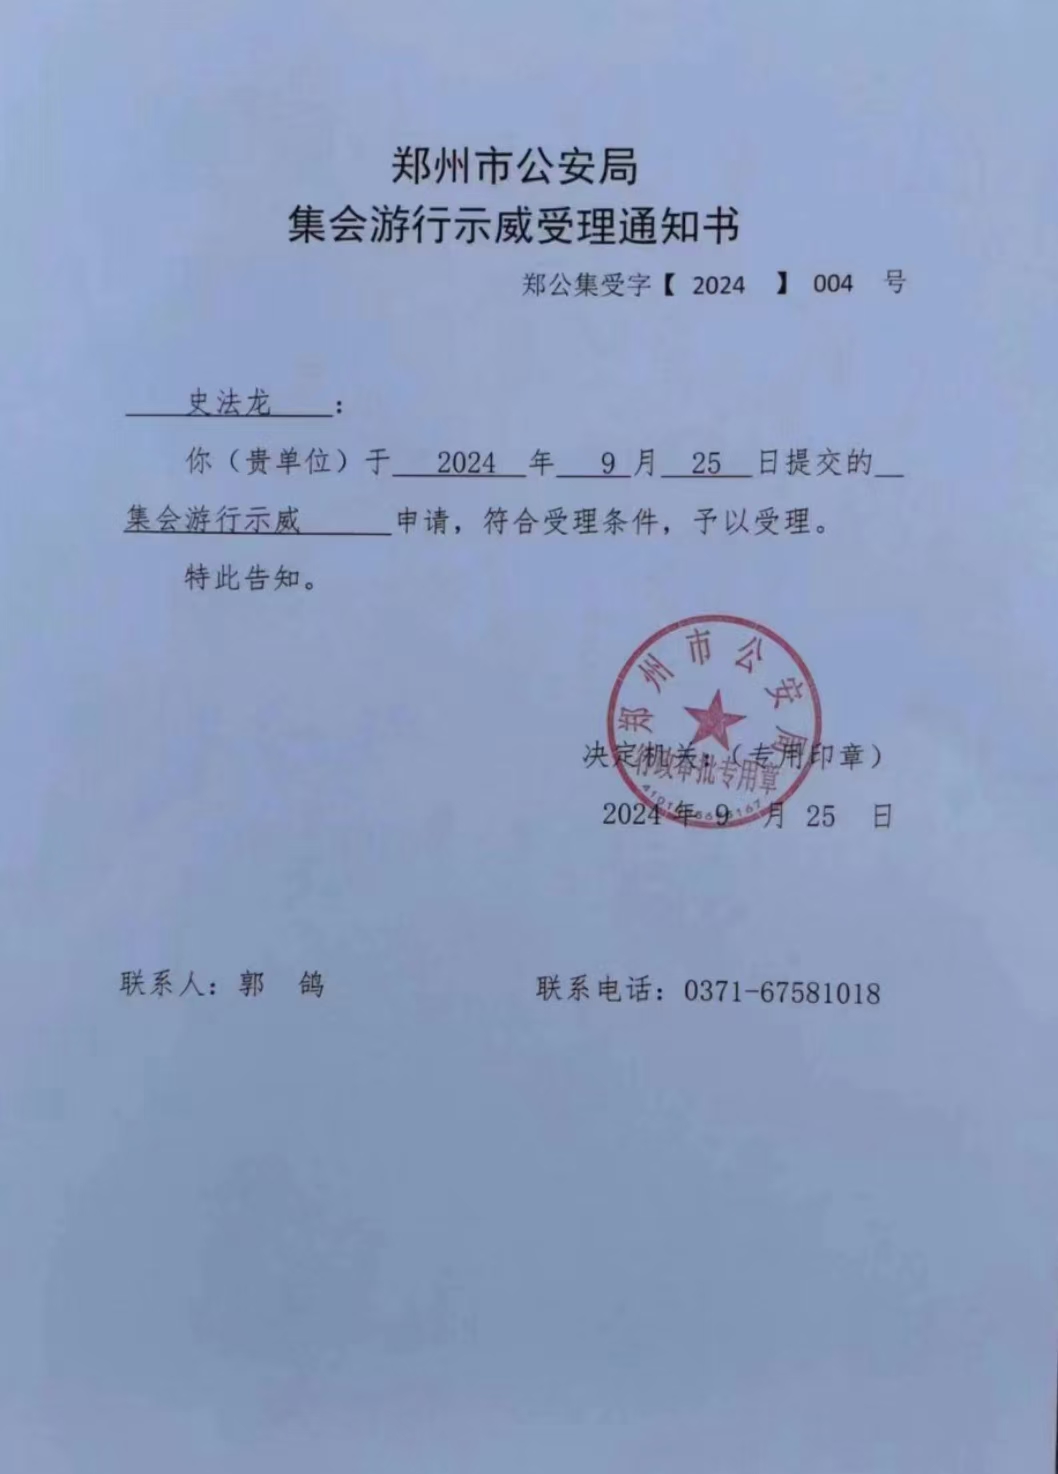 郑州市公安局
集会游行示威受理通知书
郑公集受字【 2024 】 004 号
史法龙：
你（贵单位）于 2024 年 9 月 25 日提交的
集会游行示威 申请，符合受理条件，予以受理。
特此告知。
郑州市公安局
决定机关：（专用印章）
行政审批专用章
2024 年 9 月 25 日
联系人：郭 鸽 联系电话：0371-67581018